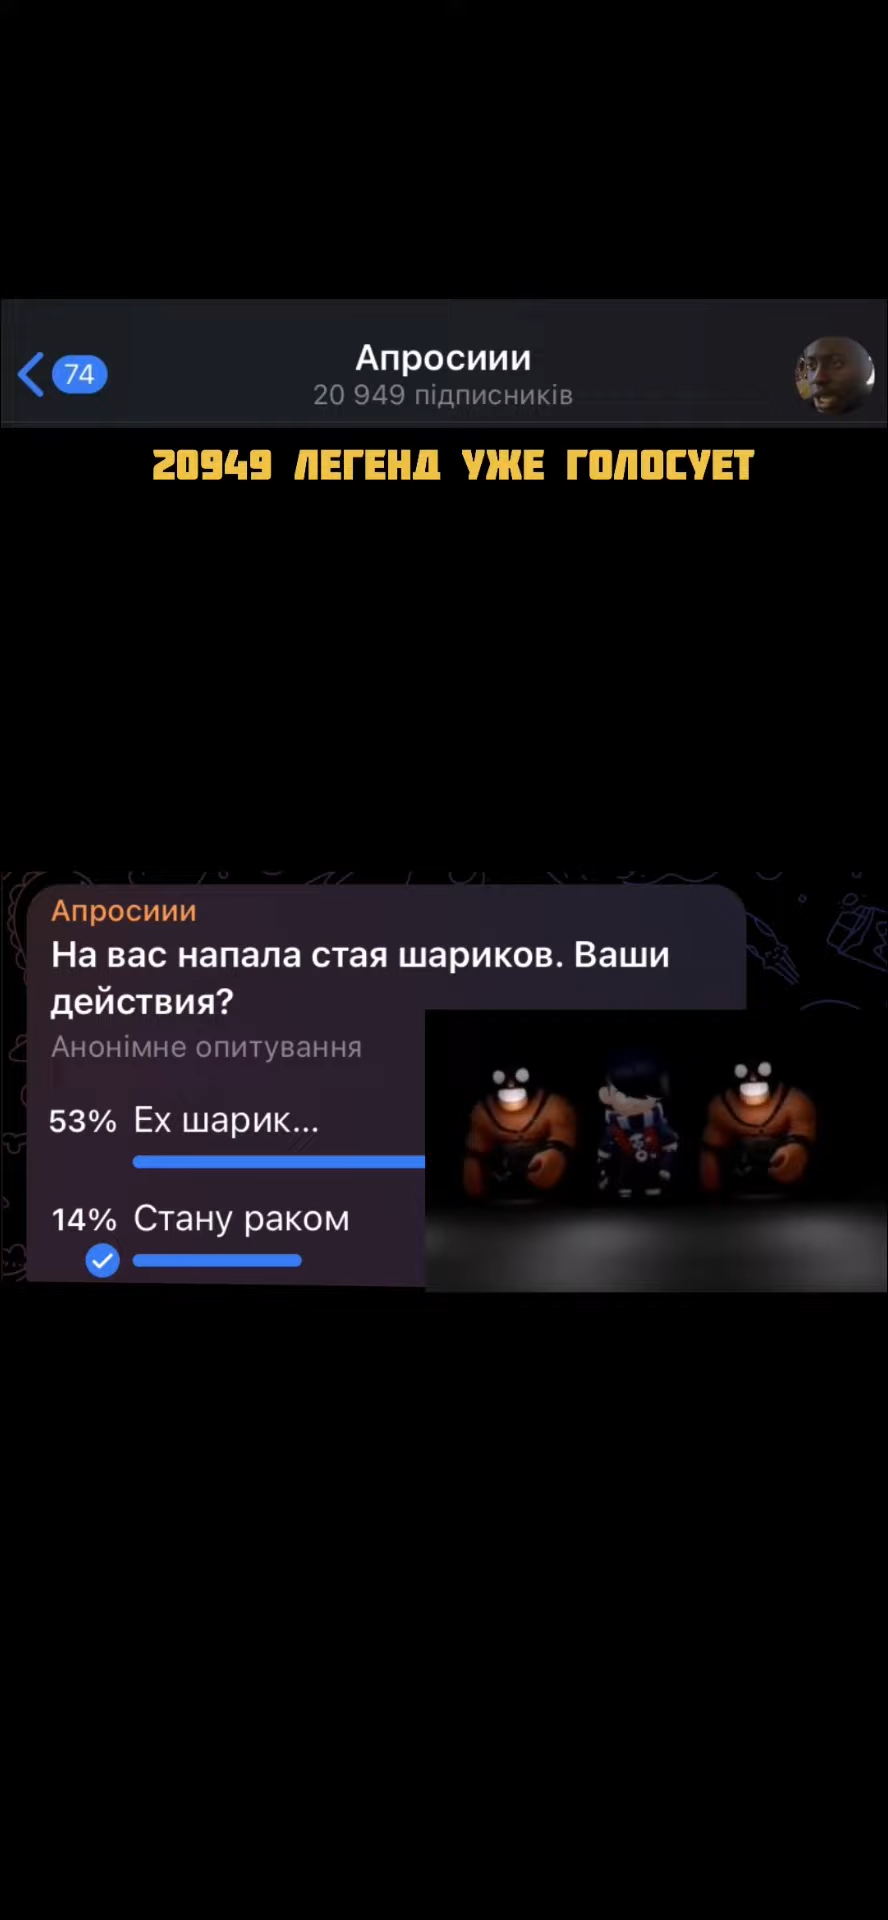 74
Апросиии
20 949 підписників
20949 ЛЕГЕНД УЖЕ ГОЛОСУЕТ
Апросиии
На вас напала стая шариков. Ваши
действия?
Анонімне опитування
53% Ех шарик...
14% Стану раком